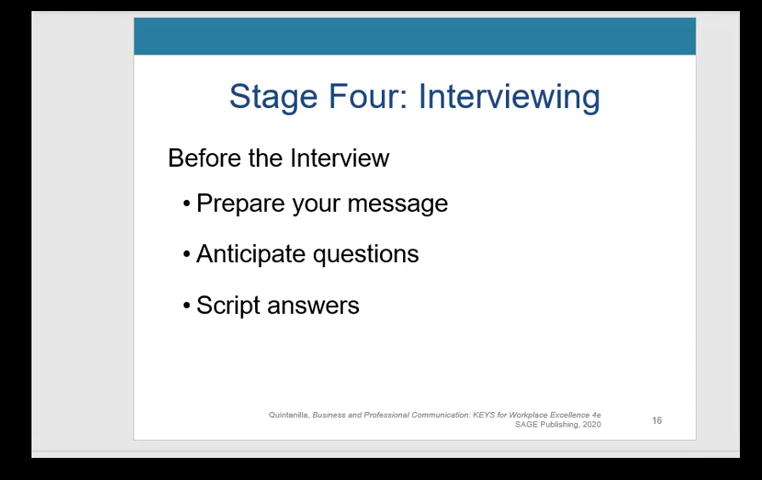 Stage Four: Interviewing
Before the Interview
• Prepare your message
• Anticipate questions
• Script answers
Quintanilla, Business and Professional Communication: KEYS for Workplace Excellence 4e
SAGE Publishing, 2020
16